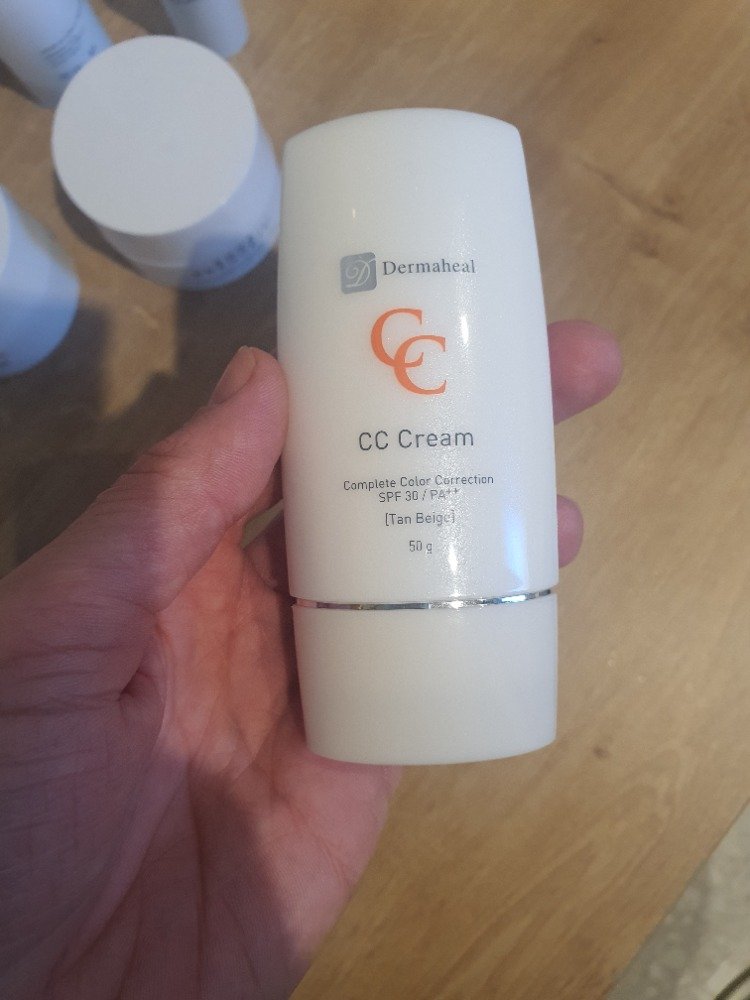 Dermaheal
CC
CC Cream
Complete Color Correction
SPF 30 / PA++
[Tan Beige]
50 g